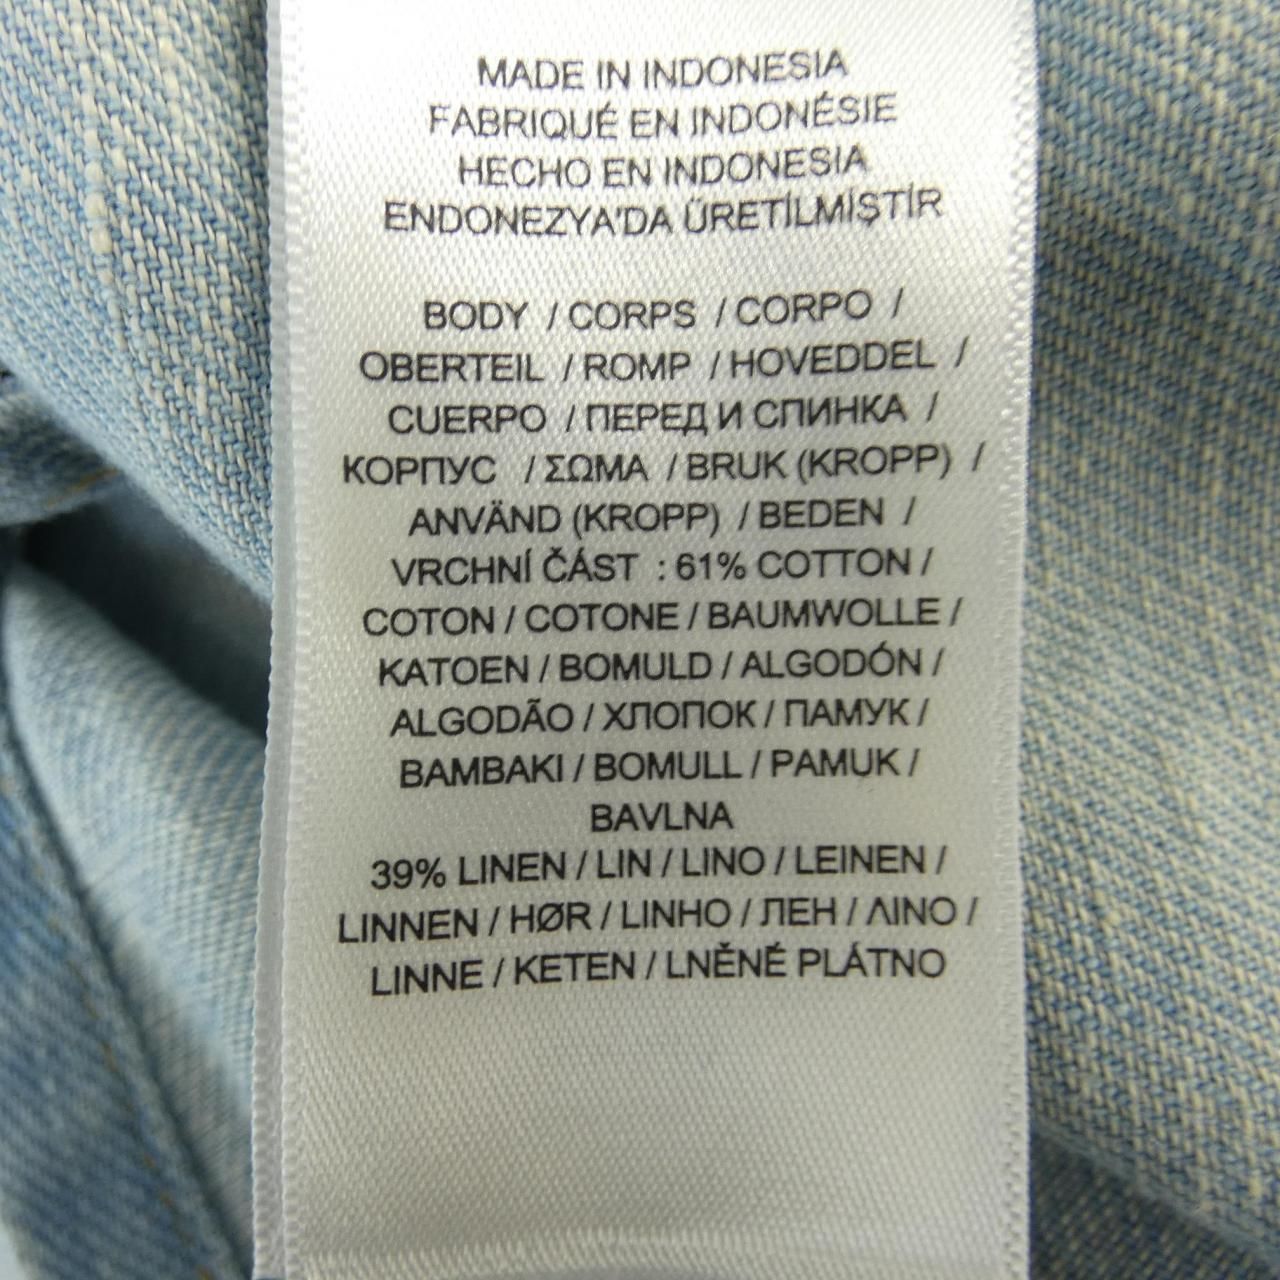 MADE IN INDONESIA
FABRIQUÉ EN INDONÉSIE
HECHO EN INDONESIA
ENDONEZYA'DA ÜRETİLMİŞTİR
BODY / CORPS / CORPO /
OBERTEIL / ROMP / HOVEDDEL /
CUERPO / ПЕРЕД И СПИНКА /
КОРПУС / ΣΩΜΑ / BRUK (KROPP) /
ANVÄND (KROPP) / BEDEN /
VRCHNÍ ČÁST : 61% COTTON /
COTON / COTONE / BAUMWOLLE /
KATOEN / BOMULD / ALGODÓN /
ALGODÃO / ХЛОПОК / ПАМУК /
BAMBAKI / BOMULL / PAMUK /
BAVLNA
39% LINEN / LIN / LINO / LEINEN /
LINNEN / HØR / LINHO / ЛЕН / ΛΙΝΟ /
LINNE / KETEN / LNĚNÉ PLÁTNO